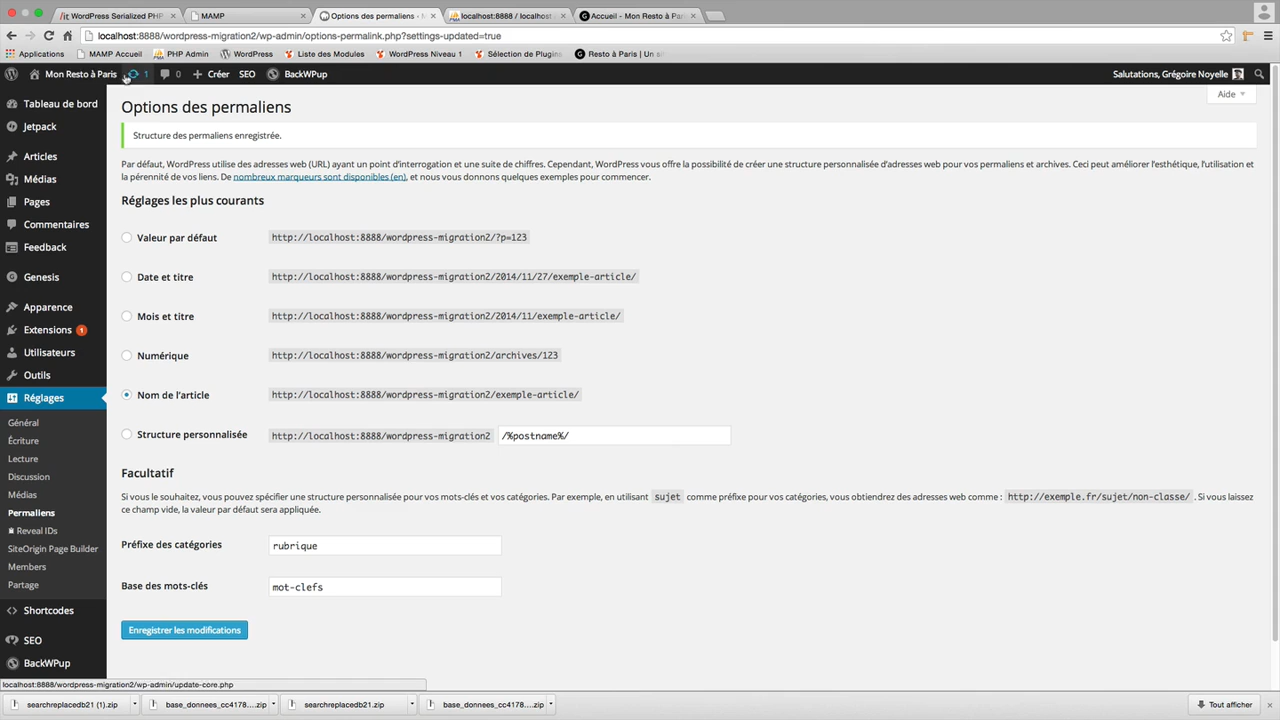 /it WordPress Serialized PHP
MAMP
Options des permaliens - M
localhost:8888 / localhost
Accueil - Mon Resto à Paris
localhost:8888/wordpress-migration2/wp-admin/options-permalink.php?settings-updated=true
Applications
MAMP Accueil
PHP Admin
WordPress
Liste des Modules
WordPress Niveau 1
Sélection de Plugins
Resto à Paris | Un si
Mon Resto à Paris
1
0
Créer
SEO
BackWPup
Salutations, Grégoire Noyelle
Aide
Tableau de bord
Jetpack
Articles
Médias
Pages
Commentaires
Feedback
Genesis
Apparence
Extensions 1
Utilisateurs
Outils
Réglages
Général
Écriture
Lecture
Discussion
Médias
Permaliens
Reveal IDs
SiteOrigin Page Builder
Members
Partage
Shortcodes
SEO
BackWPup
Options des permaliens
Structure des permaliens enregistrée.
Par défaut, WordPress utilise des adresses web (URL) ayant un point d'interrogation et une suite de chiffres. Cependant, WordPress vous offre la possibilité de créer une structure personnalisée d'adresses web pour vos permaliens et archives. Ceci peut améliorer l'esthétique, l'utilisation et
la pérennité de vos liens. De nombreux marqueurs sont disponibles (en), et nous vous donnons quelques exemples pour commencer.
Réglages les plus courants
Valeur par défaut http://localhost:8888/wordpress-migration2/?p=123
Date et titre http://localhost:8888/wordpress-migration2/2014/11/27/exemple-article/
Mois et titre http://localhost:8888/wordpress-migration2/2014/11/exemple-article/
Numérique http://localhost:8888/wordpress-migration2/archives/123
Nom de l'article http://localhost:8888/wordpress-migration2/exemple-article/
Structure personnalisée http://localhost:8888/wordpress-migration2 /%postname%/
Facultatif
Si vous le souhaitez, vous pouvez spécifier une structure personnalisée pour vos mots-clés et vos catégories. Par exemple, en utilisant sujet comme préfixe pour vos catégories, vous obtiendrez des adresses web comme : http://exemple.fr/sujet/non-classe/ . Si vous laissez
ce champ vide, la valeur par défaut sera appliquée.
Préfixe des catégories rubrique
Base des mots-clés mot-clefs
Enregistrer les modifications
localhost:8888/wordpress-migration2/wp-admin/update-core.php
searchreplacedb21 (1).zip
base_donnees_cc4178....zip
searchreplacedb21.zip
base_donnees_cc4178....zip
Tout afficher